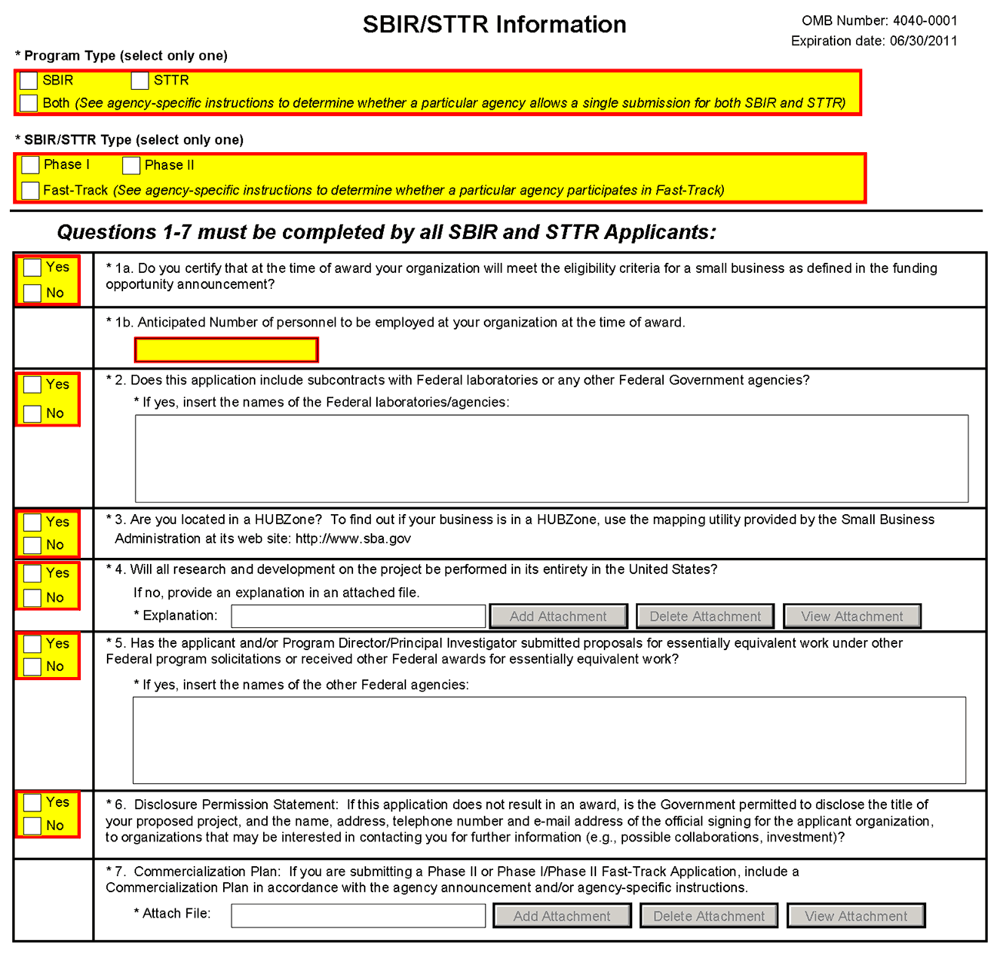 SBIR/STTR Information
OMB Number: 4040-0001
Expiration date: 06/30/2011
* Program Type (select only one)
SBIR STTR
Both (See agency-specific instructions to determine whether a particular agency allows a single submission for both SBIR and STTR)
* SBIR/STTR Type (select only one)
Phase I Phase II
Fast-Track (See agency-specific instructions to determine whether a particular agency participates in Fast-Track)
Questions 1-7 must be completed by all SBIR and STTR Applicants:
Yes
No
* 1a. Do you certify that at the time of award your organization will meet the eligibility criteria for a small business as defined in the funding
opportunity announcement?
* 1b. Anticipated Number of personnel to be employed at your organization at the time of award.
Yes
No
* 2. Does this application include subcontracts with Federal laboratories or any other Federal Government agencies?
* If yes, insert the names of the Federal laboratories/agencies:
Yes
No
* 3. Are you located in a HUBZone? To find out if your business is in a HUBZone, use the mapping utility provided by the Small Business
Administration at its web site: http://www.sba.gov
Yes
No
* 4. Will all research and development on the project be performed in its entirety in the United States?
If no, provide an explanation in an attached file.
* Explanation: Add Attachment Delete Attachment View Attachment
Yes
No
* 5. Has the applicant and/or Program Director/Principal Investigator submitted proposals for essentially equivalent work under other
Federal program solicitations or received other Federal awards for essentially equivalent work?
* If yes, insert the names of the other Federal agencies:
Yes
No
* 6. Disclosure Permission Statement: If this application does not result in an award, is the Government permitted to disclose the title of
your proposed project, and the name, address, telephone number and e-mail address of the official signing for the applicant organization,
to organizations that may be interested in contacting you for further information (e.g., possible collaborations, investment)?
* 7. Commercialization Plan: If you are submitting a Phase II or Phase I/Phase II Fast-Track Application, include a
Commercialization Plan in accordance with the agency announcement and/or agency-specific instructions.
* Attach File: Add Attachment Delete Attachment View Attachment